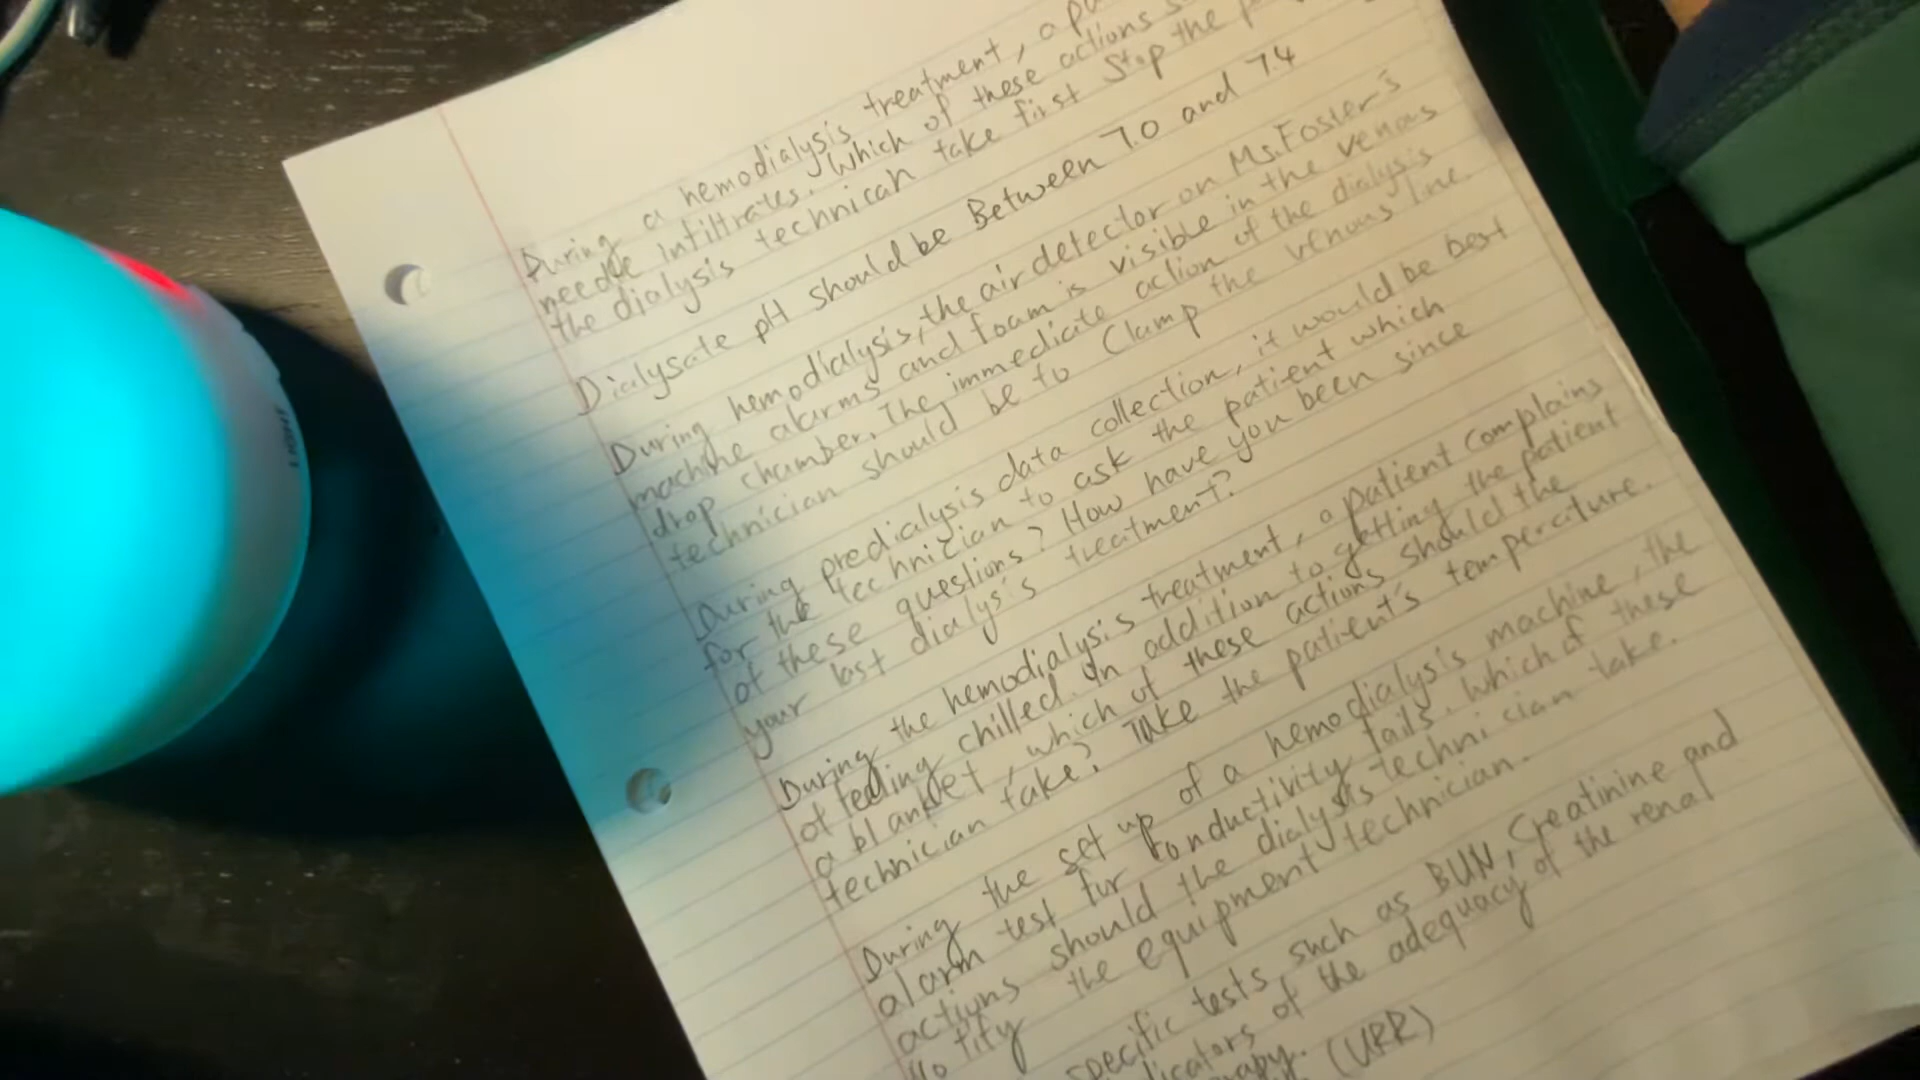 During a hemodialysis treatment, a
needle infiltrates. Which of these actions
the dialysis technican take first Stop the
Dialysate pH should be Between 7.0 and 7.4
During hemodialysis, the air detector on Ms. Foster's
machine alarms and foam is visible in the venous
drop chamber. The immediate action of the dialysis
technician should be to Clamp the venous line.
During predialysis data collection, it would be best
for the technician to ask the patient which
of these questions? How have you been since
your last dialysis treatment?
During the hemodialysis treatment, a patient complains
of feeling chilled. In addition to getting the patient
a blanket, which of these actions should the
technician take? Take the patient's temperature.
During the set up of a hemodialysis machine, the
alarm test for conductivity fails. Which of these
actions should the dialysis technician take.
the equipment technician.
specific tests, such as BUN, Creatinine and
of the adequacy of the renal
(URR)